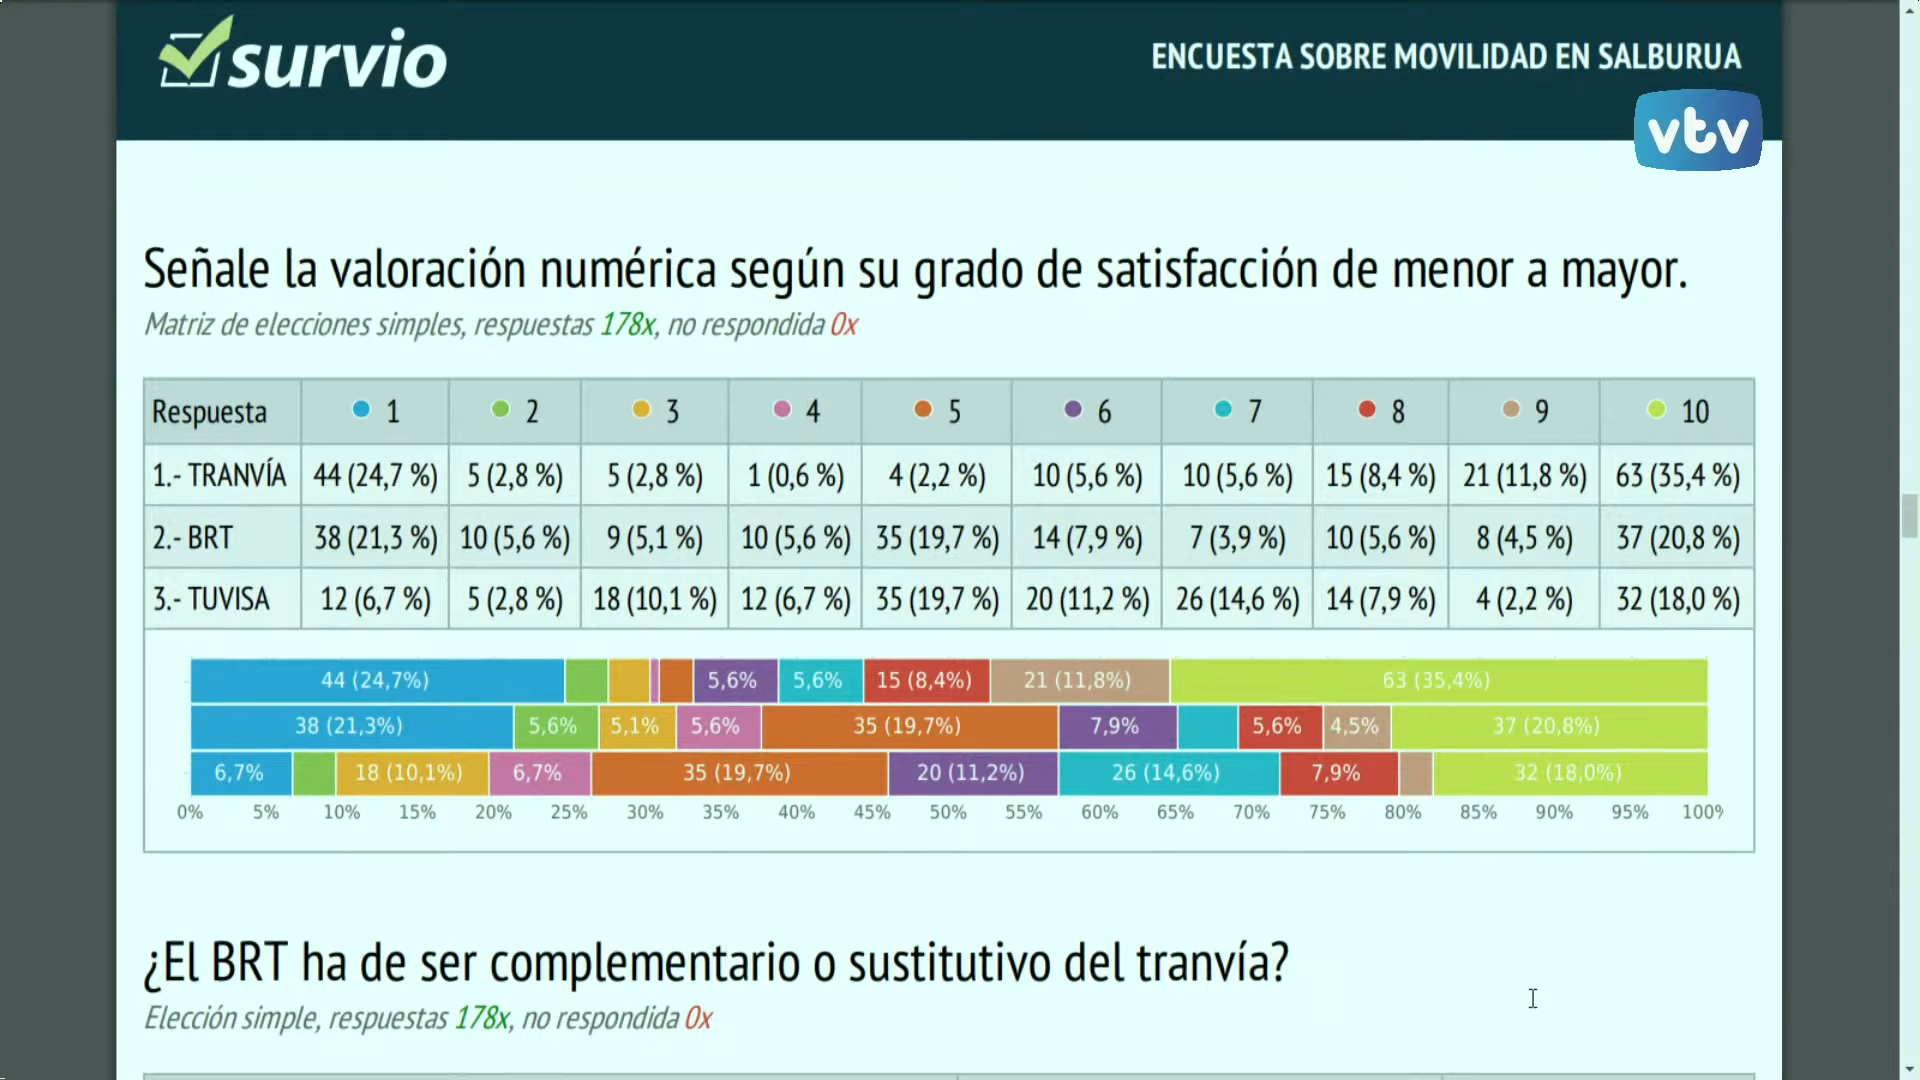 survio
ENCUESTA SOBRE MOVILIDAD EN SALBURUA
vtv
Señale la valoración numérica según su grado de satisfacción de menor a mayor.
Matriz de elecciones simples, respuestas 178x, no respondida 0x
Respuesta 1 2 3 4 5 6 7 8 9 10
1.- TRANVÍA 44 (24,7 %) 5 (2,8 %) 5 (2,8 %) 1 (0,6 %) 4 (2,2 %) 10 (5,6 %) 10 (5,6 %) 15 (8,4 %) 21 (11,8 %) 63 (35,4 %)
2.- BRT 38 (21,3 %) 10 (5,6 %) 9 (5,1 %) 10 (5,6 %) 35 (19,7 %) 14 (7,9 %) 7 (3,9 %) 10 (5,6 %) 8 (4,5 %) 37 (20,8 %)
3.- TUVISA 12 (6,7 %) 5 (2,8 %) 18 (10,1 %) 12 (6,7 %) 35 (19,7 %) 20 (11,2 %) 26 (14,6 %) 14 (7,9 %) 4 (2,2 %) 32 (18,0 %)
44 (24,7%) 5,6% 5,6% 15 (8,4%) 21 (11,8%) 63 (35,4%)
38 (21,3%) 5,6% 5,1% 5,6% 35 (19,7%) 7,9% 5,6% 4,5% 37 (20,8%)
6,7% 18 (10,1%) 6,7% 35 (19,7%) 20 (11,2%) 26 (14,6%) 7,9% 32 (18,0%)
0% 5% 10% 15% 20% 25% 30% 35% 40% 45% 50% 55% 60% 65% 70% 75% 80% 85% 90% 95% 100%
¿El BRT ha de ser complementario o sustitutivo del tranvía?
Elección simple, respuestas 178x, no respondida 0x